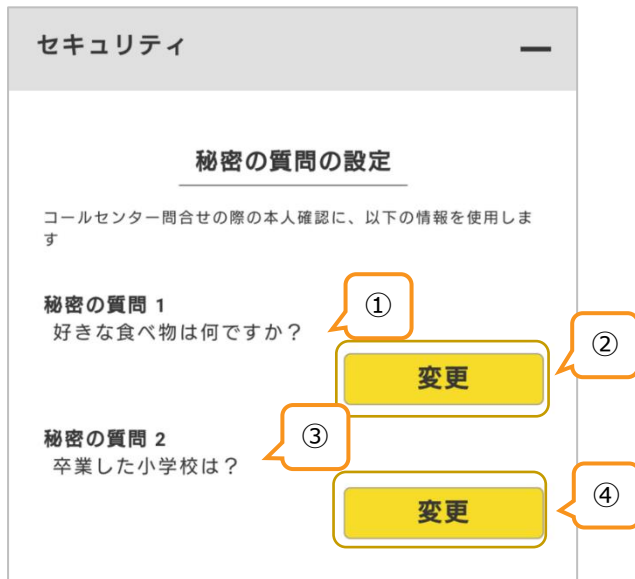 セキュリティ
秘密の質問の設定
コールセンター問合せの際の本人確認に、以下の情報を使用しま
す
秘密の質問 1
①
好きな食べ物は何ですか？
②
変更
秘密の質問 2
③
卒業した小学校は？
④
変更